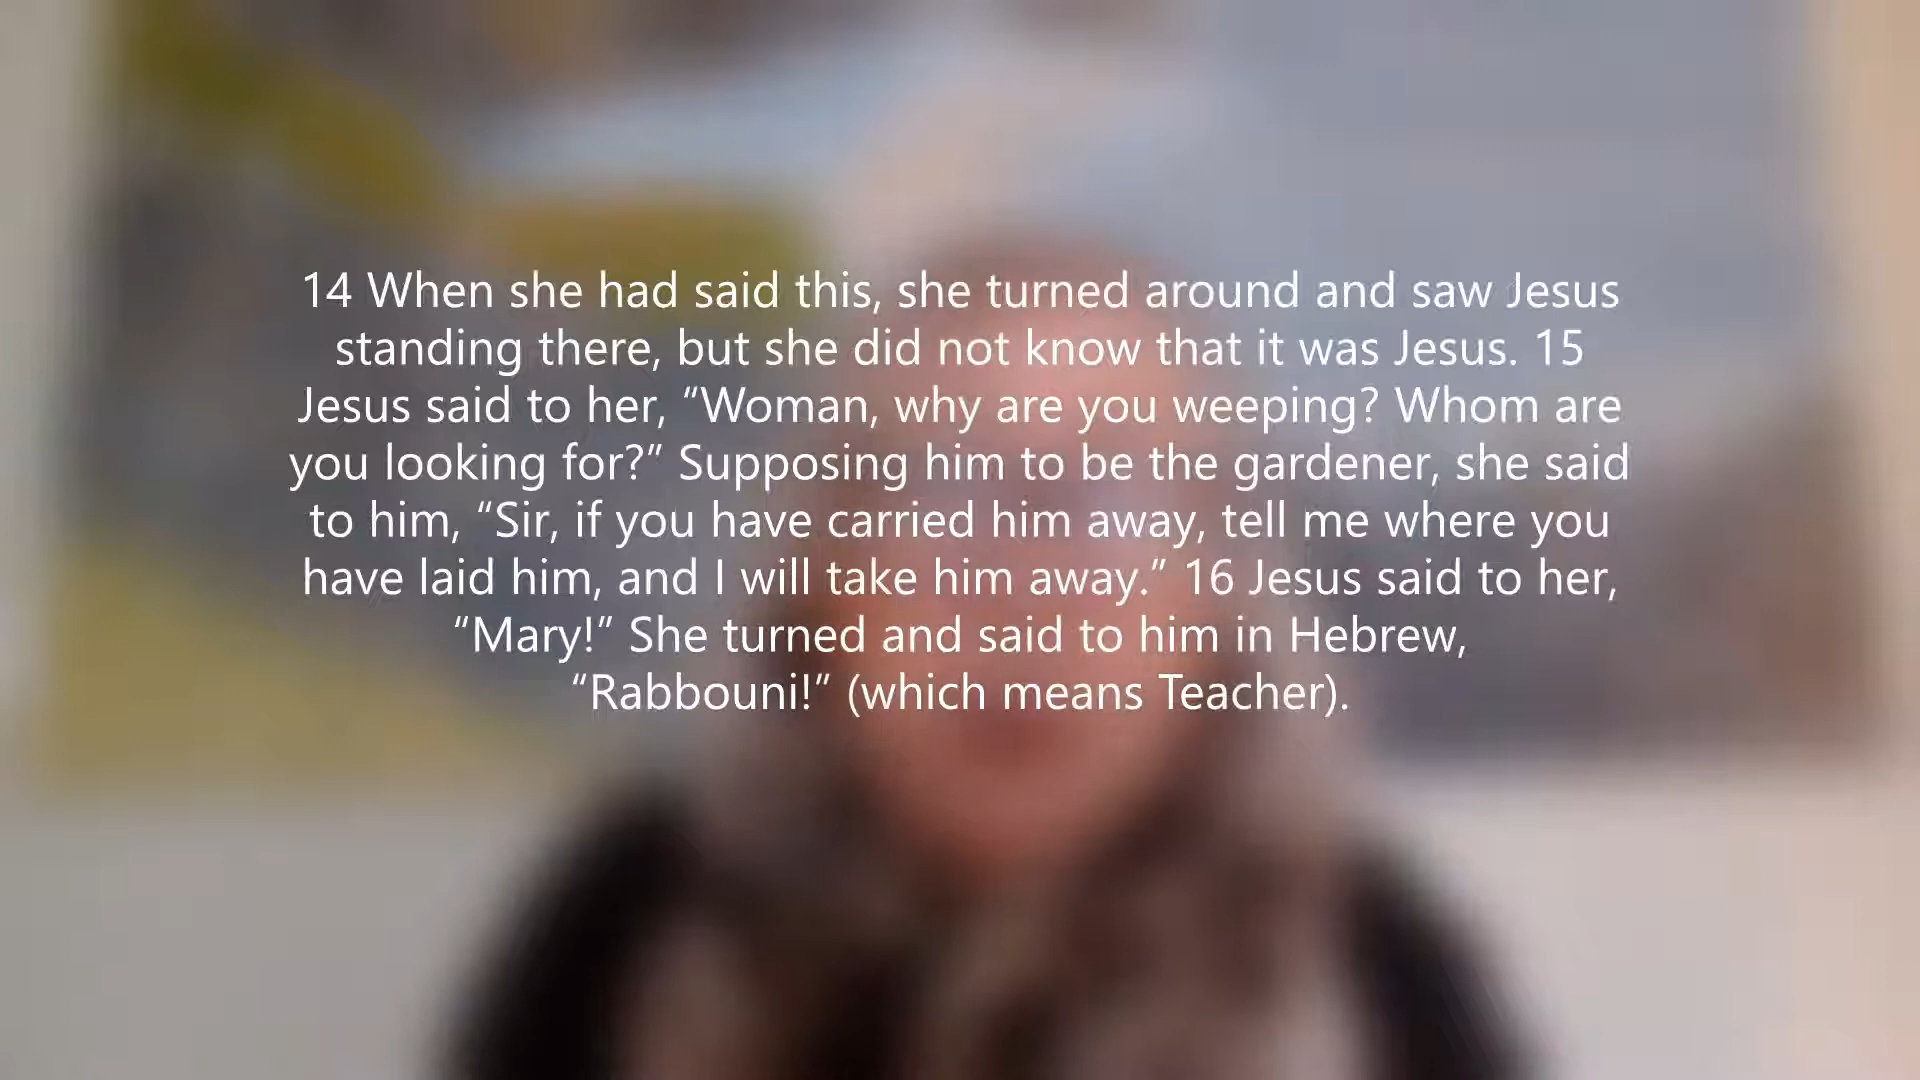 14 When she had said this, she turned around and saw Jesus
standing there, but she did not know that it was Jesus. 15
Jesus said to her, “Woman, why are you weeping? Whom are
you looking for?” Supposing him to be the gardener, she said
to him, “Sir, if you have carried him away, tell me where you
have laid him, and I will take him away.” 16 Jesus said to her,
“Mary!” She turned and said to him in Hebrew,
“Rabbouni!” (which means Teacher).